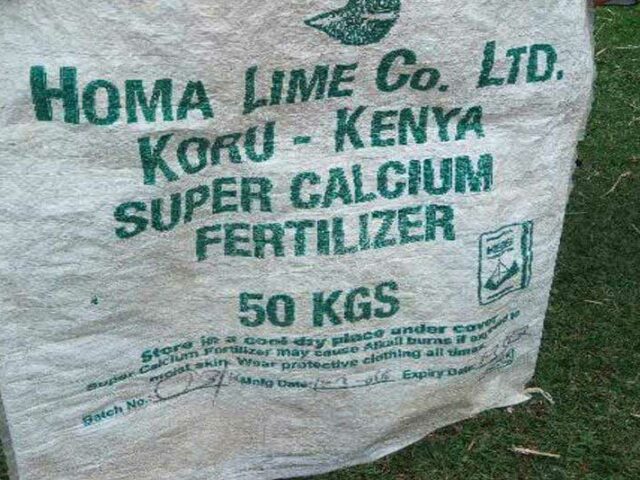 HOMA LIME CO. LTD.
KORU - KENYA
SUPER CALCIUM
FERTILIZER
50 KGS
Store in a cool dry place under cover
Super Calcium Fertilizer may cause Alkali burns if exposed to
moist skin. Wear protective clothing all times
Batch No. Mnfg Date: Expiry Date